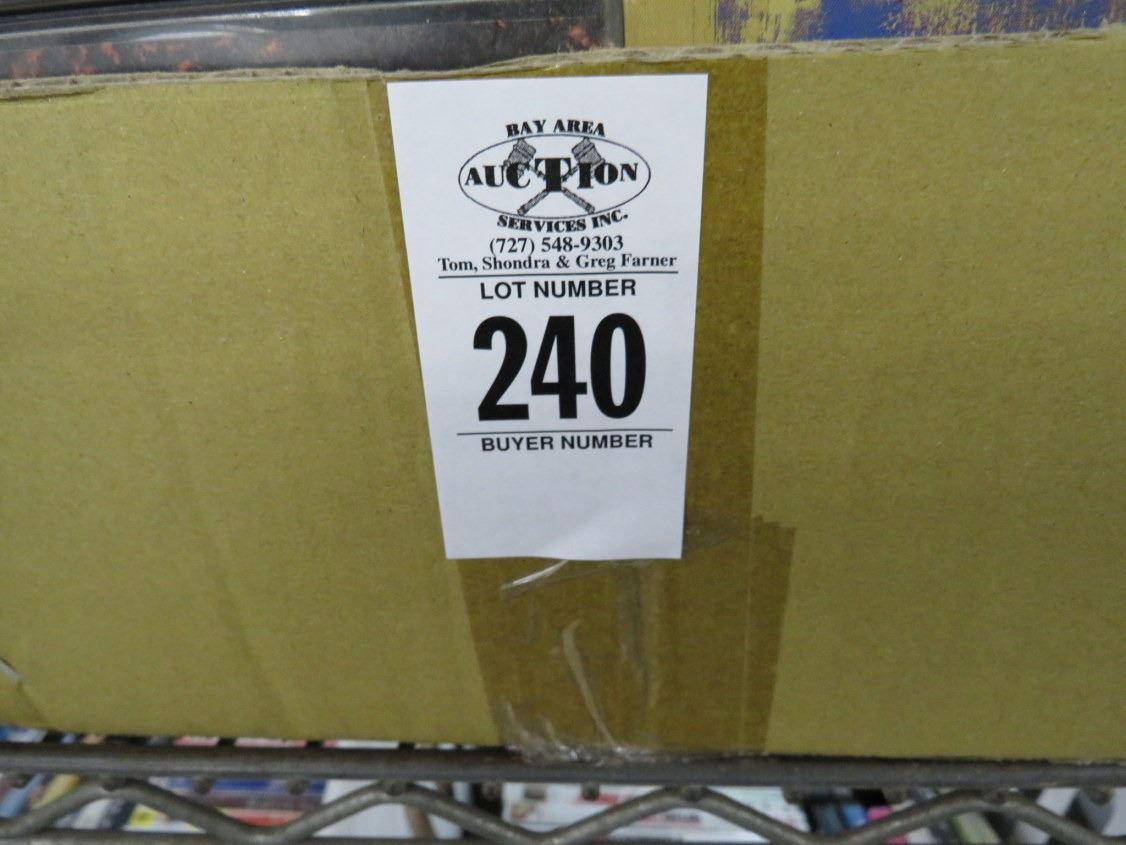 BAY AREA
AUCTION
SERVICES INC.
(727) 548-9303
Tom, Shondra & Greg Farner
LOT NUMBER
240
BUYER NUMBER